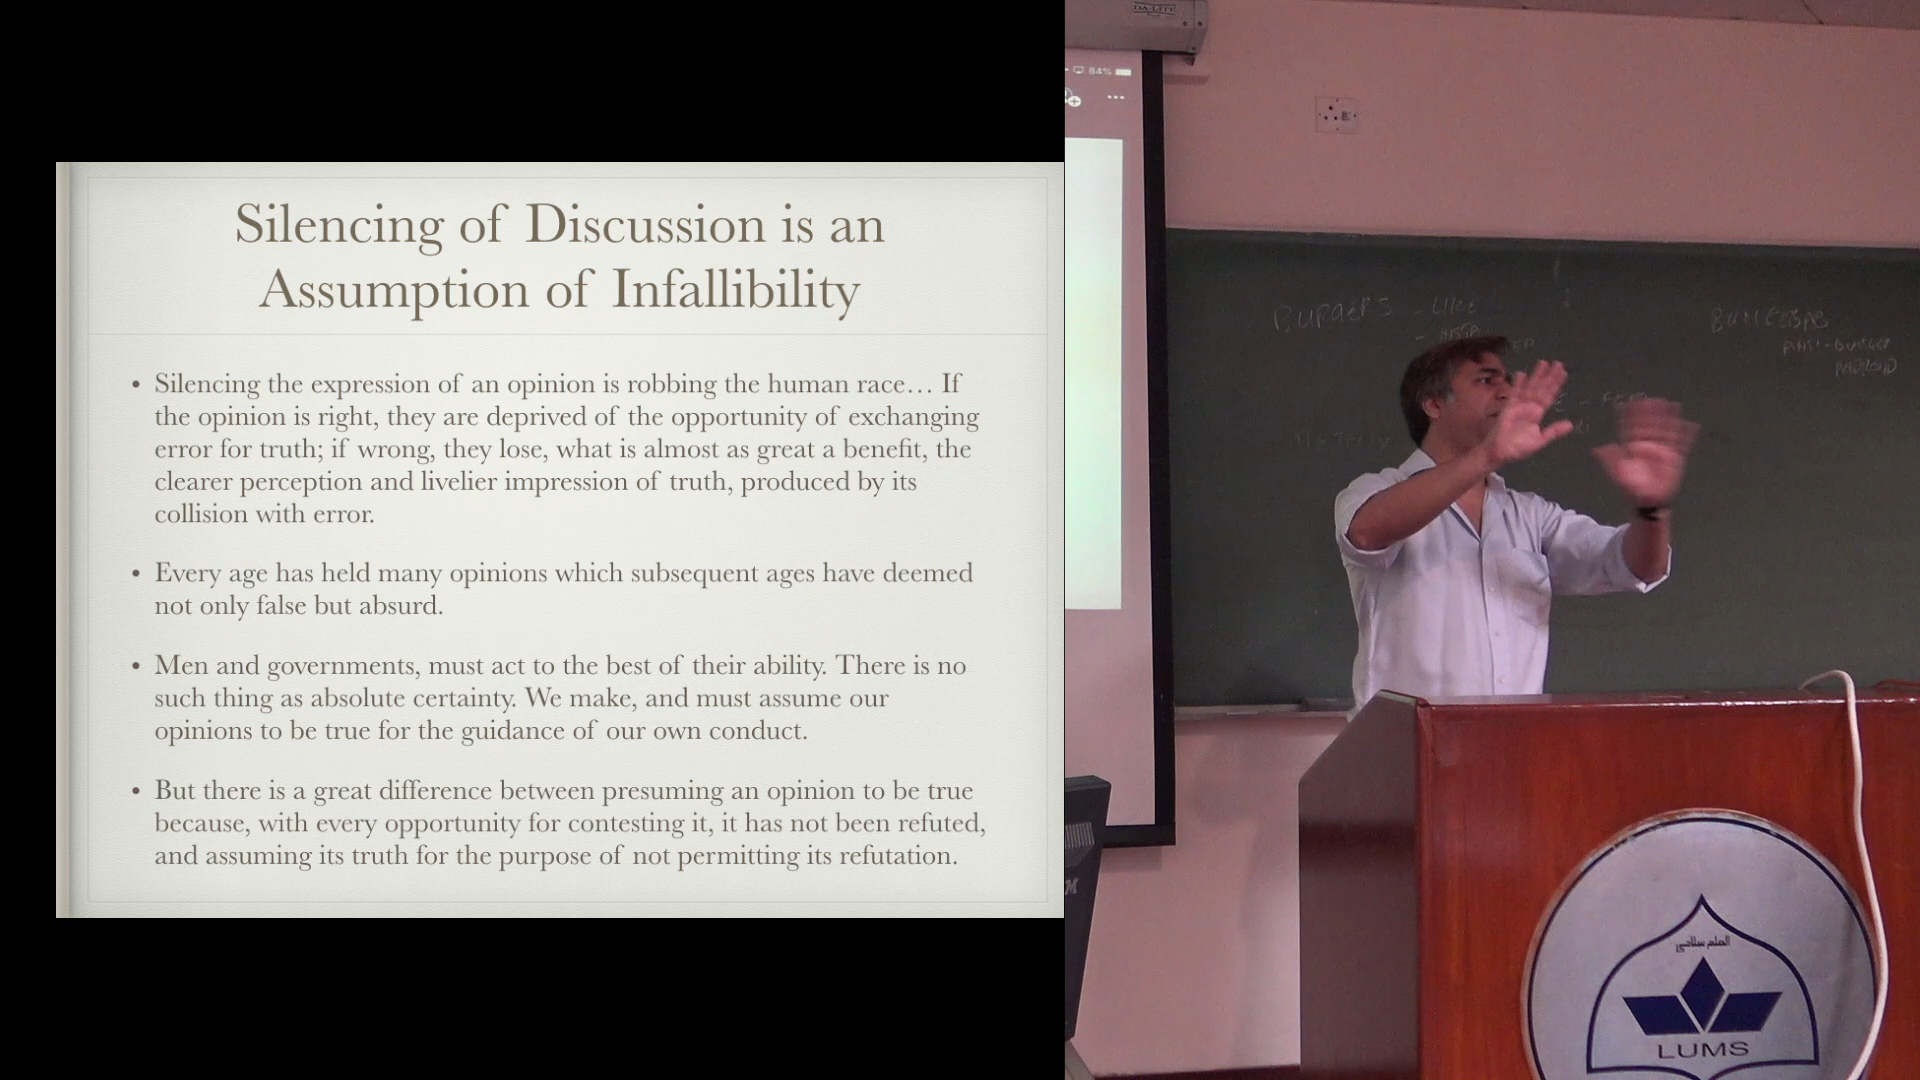 Silencing of Discussion is an
Assumption of Infallibility
• Silencing the expression of an opinion is robbing the human race… If
the opinion is right, they are deprived of the opportunity of exchanging
error for truth; if wrong, they lose, what is almost as great a benefit, the
clearer perception and livelier impression of truth, produced by its
collision with error.
• Every age has held many opinions which subsequent ages have deemed
not only false but absurd.
• Men and governments, must act to the best of their ability. There is no
such thing as absolute certainty. We make, and must assume our
opinions to be true for the guidance of our own conduct.
• But there is a great difference between presuming an opinion to be true
because, with every opportunity for contesting it, it has not been refuted,
and assuming its truth for the purpose of not permitting its refutation.
DA-LITE
84%
BURGERS -
LUMS